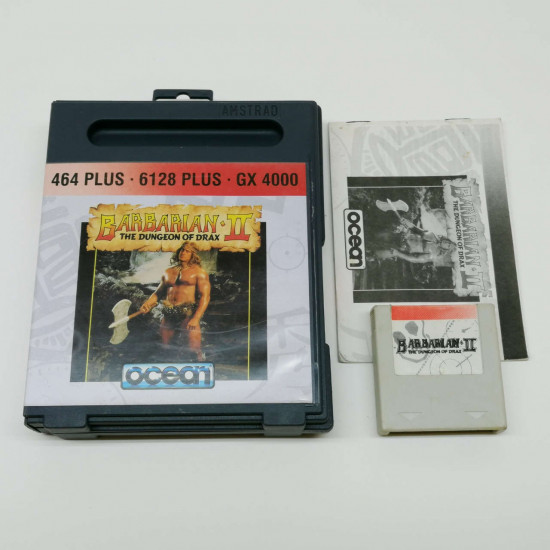 AMSTRAD
464 PLUS · 6128 PLUS · GX 4000
BARBARIAN · II
THE DUNGEON OF DRAX
ocean
BARBARIAN · II
THE DUNGEON OF DRAX
ocean
BARBARIAN · II
THE DUNGEON OF DRAX